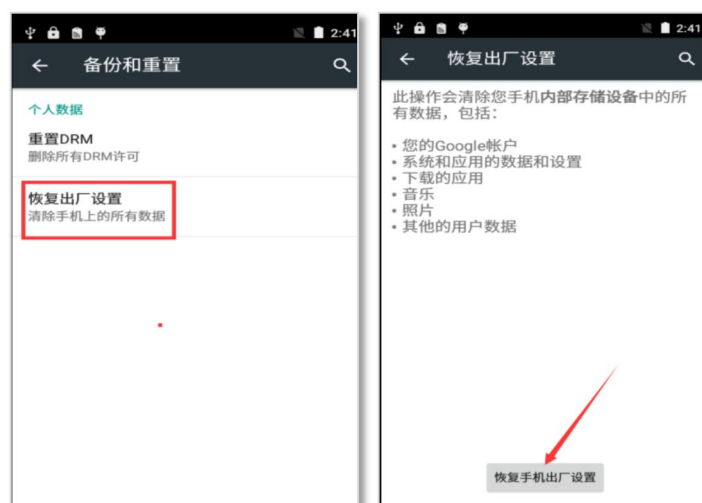 2:41
备份和重置
个人数据
重置DRM
删除所有DRM许可
恢复出厂设置
清除手机上的所有数据
2:41
恢复出厂设置
此操作会清除您手机内部存储设备中的所
有数据，包括：
• 您的Google帐户
• 系统和应用的数据和设置
• 下载的应用
• 音乐
• 照片
• 其他的用户数据
恢复手机出厂设置